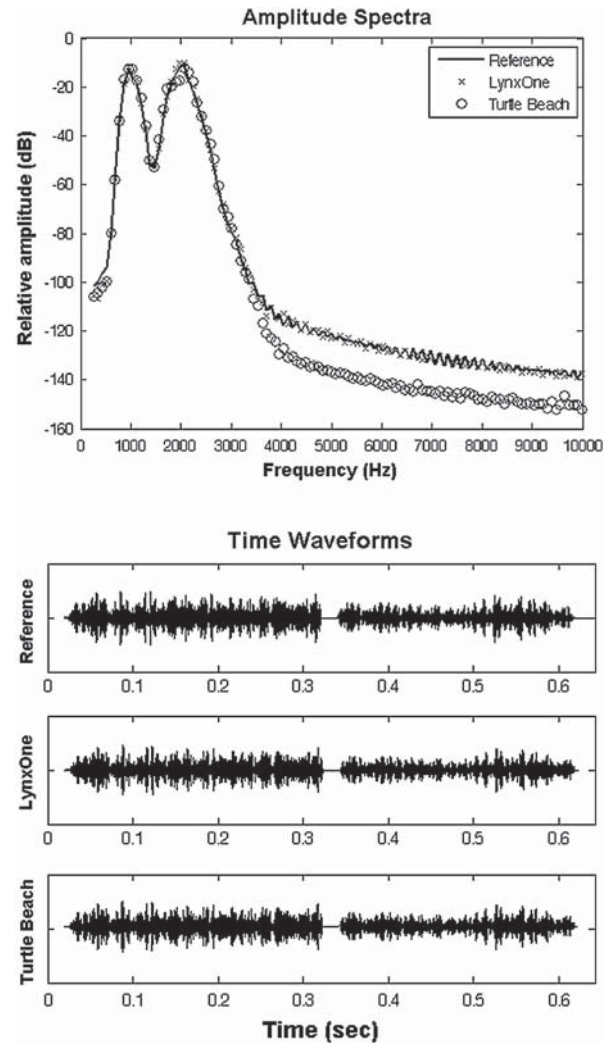 Amplitude Spectra
Relative amplitude (dB)
0
-20
-40
-60
-80
-100
-120
-140
-160
Reference
LynxOne
Turtle Beach
1000 2000 3000 4000 5000 6000 7000 8000 9000 10000
Frequency (Hz)
Time Waveforms
Reference
0 0.1 0.2 0.3 0.4 0.5 0.6
LynxOne
0 0.1 0.2 0.3 0.4 0.5 0.6
Turtle Beach
0 0.1 0.2 0.3 0.4 0.5 0.6
Time (sec)